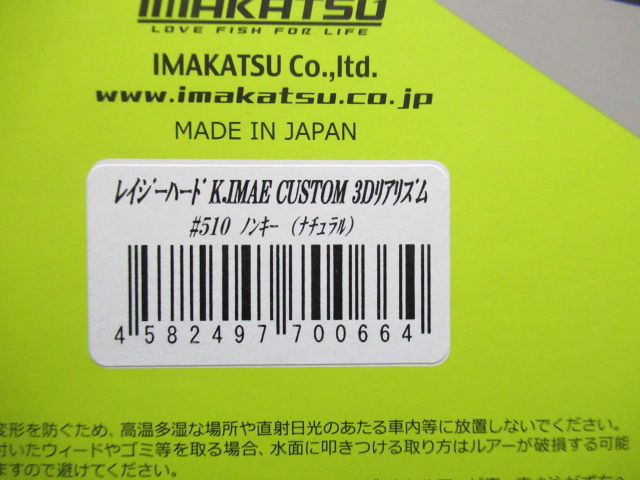 IMAKATSU
LOVE FISH FOR LIFE
IMAKATSU Co.,ltd.
www.imakatsu.co.jp
MADE IN JAPAN
ﾚｲｼﾞｰﾊｰﾄﾞ K.IMAE CUSTOM 3Dﾘｱﾘｽﾞﾑ
#510 ﾉﾝｷｰ (ﾅﾁｭﾗﾙ)
4 582497 700664
変形を防ぐため、高温多湿な場所や直射日光のあたる車内等に放置しないでください。
付いたウィードやゴミ等を取る場合、水面に叩きつける取り方はルアーが破損する可能
ますので避けてください。